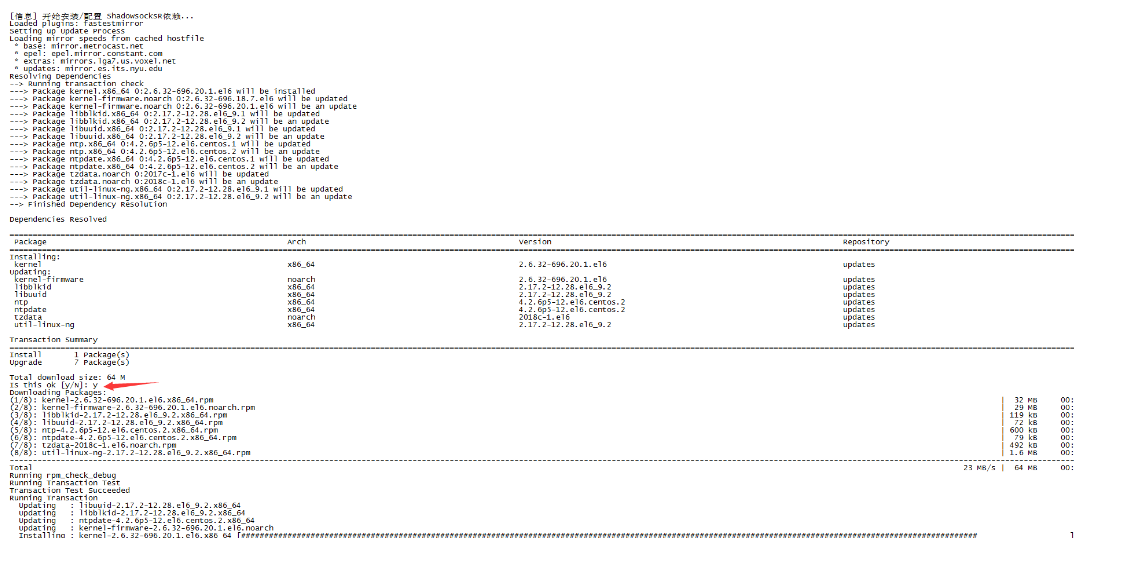 [信息] 开始安装/配置 ShadowsocksR依赖...
Loaded plugins: fastestmirror
Setting up Update Process
Loading mirror speeds from cached hostfile
* base: mirror.metrocast.net
* epel: epel.mirror.constant.com
* extras: mirrors.lga7.us.voxel.net
* updates: mirror.es.its.nyu.edu
Resolving Dependencies
--> Running transaction check
---> Package kernel.x86_64 0:2.6.32-696.20.1.el6 will be installed
---> Package kernel-firmware.noarch 0:2.6.32-696.18.7.el6 will be updated
---> Package kernel-firmware.noarch 0:2.6.32-696.20.1.el6 will be an update
---> Package libblkid.x86_64 0:2.17.2-12.28.el6_9.1 will be updated
---> Package libblkid.x86_64 0:2.17.2-12.28.el6_9.2 will be an update
---> Package libuuid.x86_64 0:2.17.2-12.28.el6_9.1 will be updated
---> Package libuuid.x86_64 0:2.17.2-12.28.el6_9.2 will be an update
---> Package ntp.x86_64 0:4.2.6p5-12.el6.centos.1 will be updated
---> Package ntp.x86_64 0:4.2.6p5-12.el6.centos.2 will be an update
---> Package ntpdate.x86_64 0:4.2.6p5-12.el6.centos.1 will be updated
---> Package ntpdate.x86_64 0:4.2.6p5-12.el6.centos.2 will be an update
---> Package tzdata.noarch 0:2017c-1.el6 will be updated
---> Package tzdata.noarch 0:2018c-1.el6 will be an update
---> Package util-linux-ng.x86_64 0:2.17.2-12.28.el6_9.1 will be updated
---> Package util-linux-ng.x86_64 0:2.17.2-12.28.el6_9.2 will be an update
--> Finished Dependency Resolution
Dependencies Resolved
Package Arch Version Repository
Installing:
kernel x86_64 2.6.32-696.20.1.el6 updates
Updating:
kernel-firmware noarch 2.6.32-696.20.1.el6 updates
libblkid x86_64 2.17.2-12.28.el6_9.2 updates
libuuid x86_64 2.17.2-12.28.el6_9.2 updates
ntp x86_64 4.2.6p5-12.el6.centos.2 updates
ntpdate x86_64 4.2.6p5-12.el6.centos.2 updates
tzdata noarch 2018c-1.el6 updates
util-linux-ng x86_64 2.17.2-12.28.el6_9.2 updates
Transaction Summary
Install 1 Package(s)
Upgrade 7 Package(s)
Total download size: 64 M
Is this ok [y/N]: y
Downloading Packages:
(1/8): kernel-2.6.32-696.20.1.el6.x86_64.rpm | 32 MB 00:
(2/8): kernel-firmware-2.6.32-696.20.1.el6.noarch.rpm | 29 MB 00:
(3/8): libblkid-2.17.2-12.28.el6_9.2.x86_64.rpm | 119 kB 00:
(4/8): libuuid-2.17.2-12.28.el6_9.2.x86_64.rpm | 72 kB 00:
(5/8): ntp-4.2.6p5-12.el6.centos.2.x86_64.rpm | 600 kB 00:
(6/8): ntpdate-4.2.6p5-12.el6.centos.2.x86_64.rpm | 79 kB 00:
(7/8): tzdata-2018c-1.el6.noarch.rpm | 492 kB 00:
(8/8): util-linux-ng-2.17.2-12.28.el6_9.2.x86_64.rpm | 1.6 MB 00:
Total 23 MB/s | 64 MB 00:
Running rpm_check_debug
Running Transaction Test
Transaction Test Succeeded
Running Transaction
Updating : libuuid-2.17.2-12.28.el6_9.2.x86_64
Updating : libblkid-2.17.2-12.28.el6_9.2.x86_64
Updating : ntpdate-4.2.6p5-12.el6.centos.2.x86_64
Updating : kernel-firmware-2.6.32-696.20.1.el6.noarch
Installing : kernel-2.6.32-696.20.1.el6.x86_64 [################ ] 1